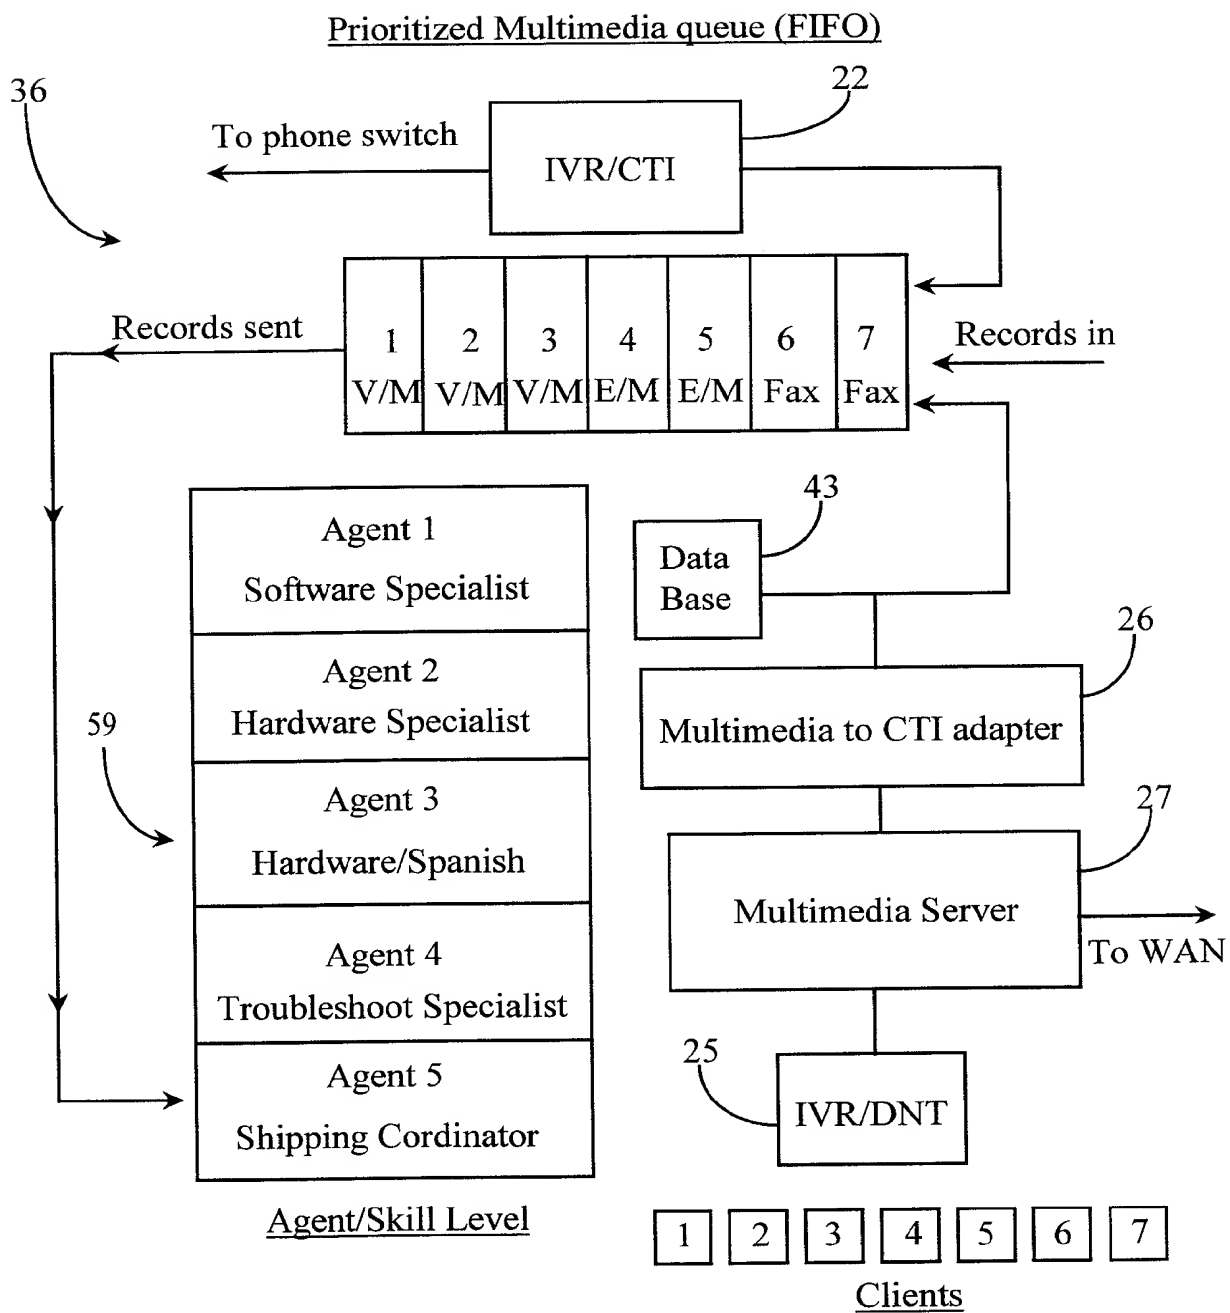 Prioritized Multimedia queue (FIFO)
36
22
To phone switch
IVR/CTI
Records sent
1 2 3 4 5 6 7
V/M V/M V/M E/M E/M Fax Fax
Records in
43
Data
Base
Agent 1
Software Specialist
Agent 2
Hardware Specialist
59
Agent 3
Hardware/Spanish
Agent 4
Troubleshoot Specialist
Agent 5
Shipping Cordinator
Agent/Skill Level
26
Multimedia to CTI adapter
27
Multimedia Server
To WAN
25
IVR/DNT
1 2 3 4 5 6 7
Clients